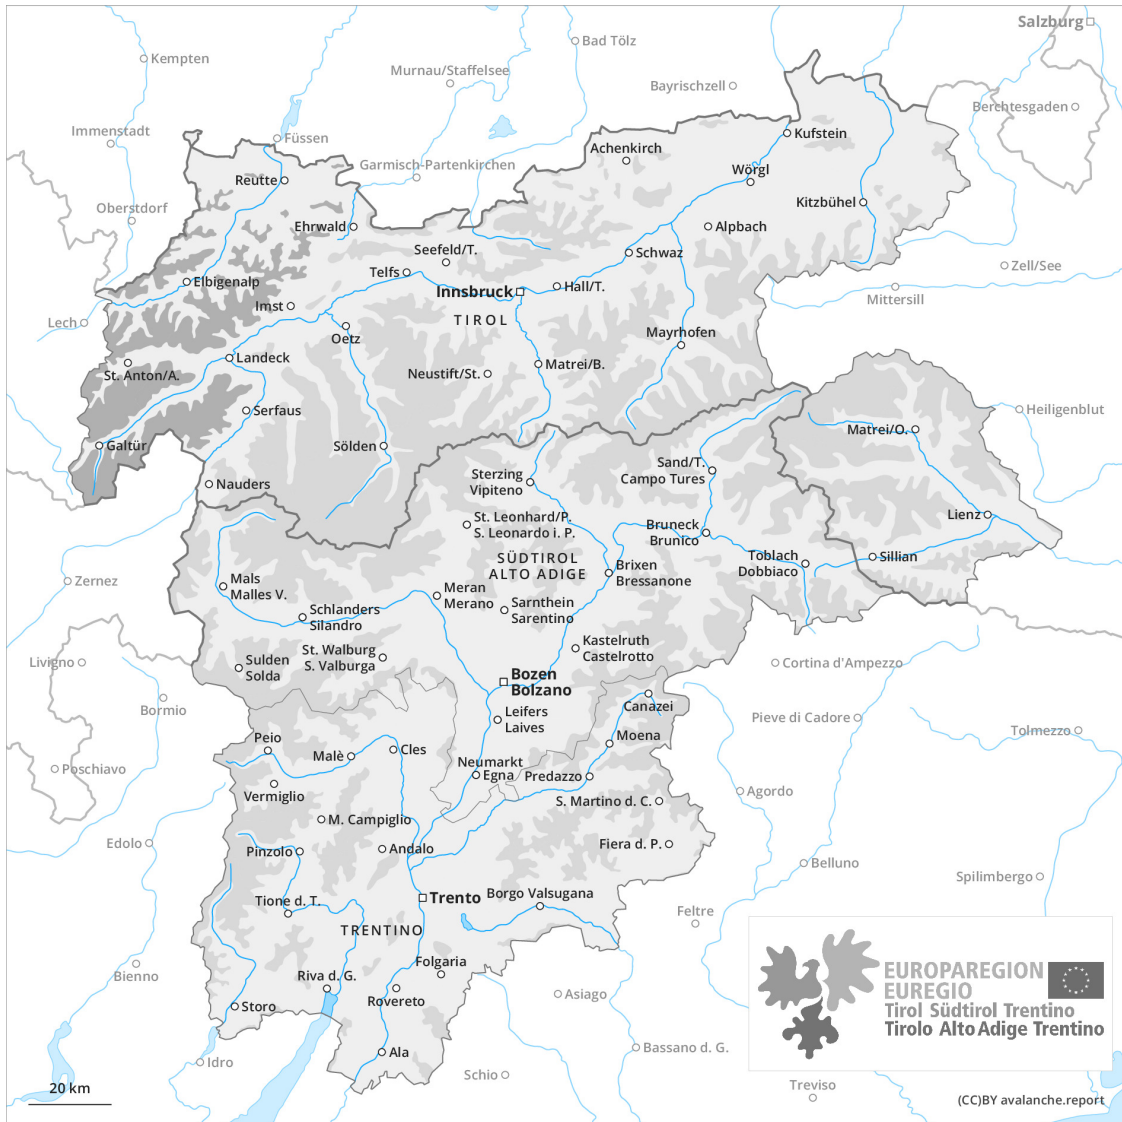 Salzburg
Bad Tölz
Kempten
Murnau/Staffelsee
Bayrischzell
Berchtesgaden
Immenstadt
Füssen
Kufstein
Achenkirch
Garmisch-Partenkirchen
Wörgl
Reutte
Kitzbühel
Oberstdorf
Ehrwald
Alpbach
Seefeld/T.
Schwaz
Zell/See
Telfs
Elbigenalp
Innsbruck
Hall/T.
Mittersill
Imst
Lech
TIROL
Oetz
Mayrhofen
Landeck
St. Anton/A.
Neustift/St.
Matrei/B.
Serfaus
Heiligenblut
Matrei/O.
Galtür
Sölden
Sand/T.
Campo Tures
Sterzing
Vipiteno
Nauders
Lienz
St. Leonhard/P.
S. Leonardo i. P.
Bruneck
Brunico
SÜDTIROL
ALTO ADIGE
Toblach
Dobbiaco
Sillian
Brixen
Bressanone
Zernez
Mals
Malles V.
Meran
Merano
Sarnthein
Sarentino
Schlanders
Silandro
Kastelruth
Castelrotto
St. Walburg
S. Valburga
Livigno
Sulden
Solda
Cortina d'Ampezzo
Bozen
Bolzano
Canazei
Bormio
Leifers
Laives
Pieve di Cadore
Tolmezzo
Moena
Peio
Malè
Cles
Neumarkt
Egna
Predazzo
Poschiavo
Vermiglio
Agordo
S. Martino d. C.
M. Campiglio
Edolo
Pinzolo
Andalo
Fiera d. P.
Belluno
Spilimbergo
Tione d. T.
Trento
Borgo Valsugana
Feltre
TRENTINO
Bienno
Folgaria
Riva d. G.
Rovereto
Asiago
Storo
EUROPAREGION
EUREGIO
Tirol Südtirol Trentino
Tirolo Alto Adige Trentino
Idro
Ala
Bassano d. G.
Schio
Treviso
20 km
(CC)BY avalanche.report